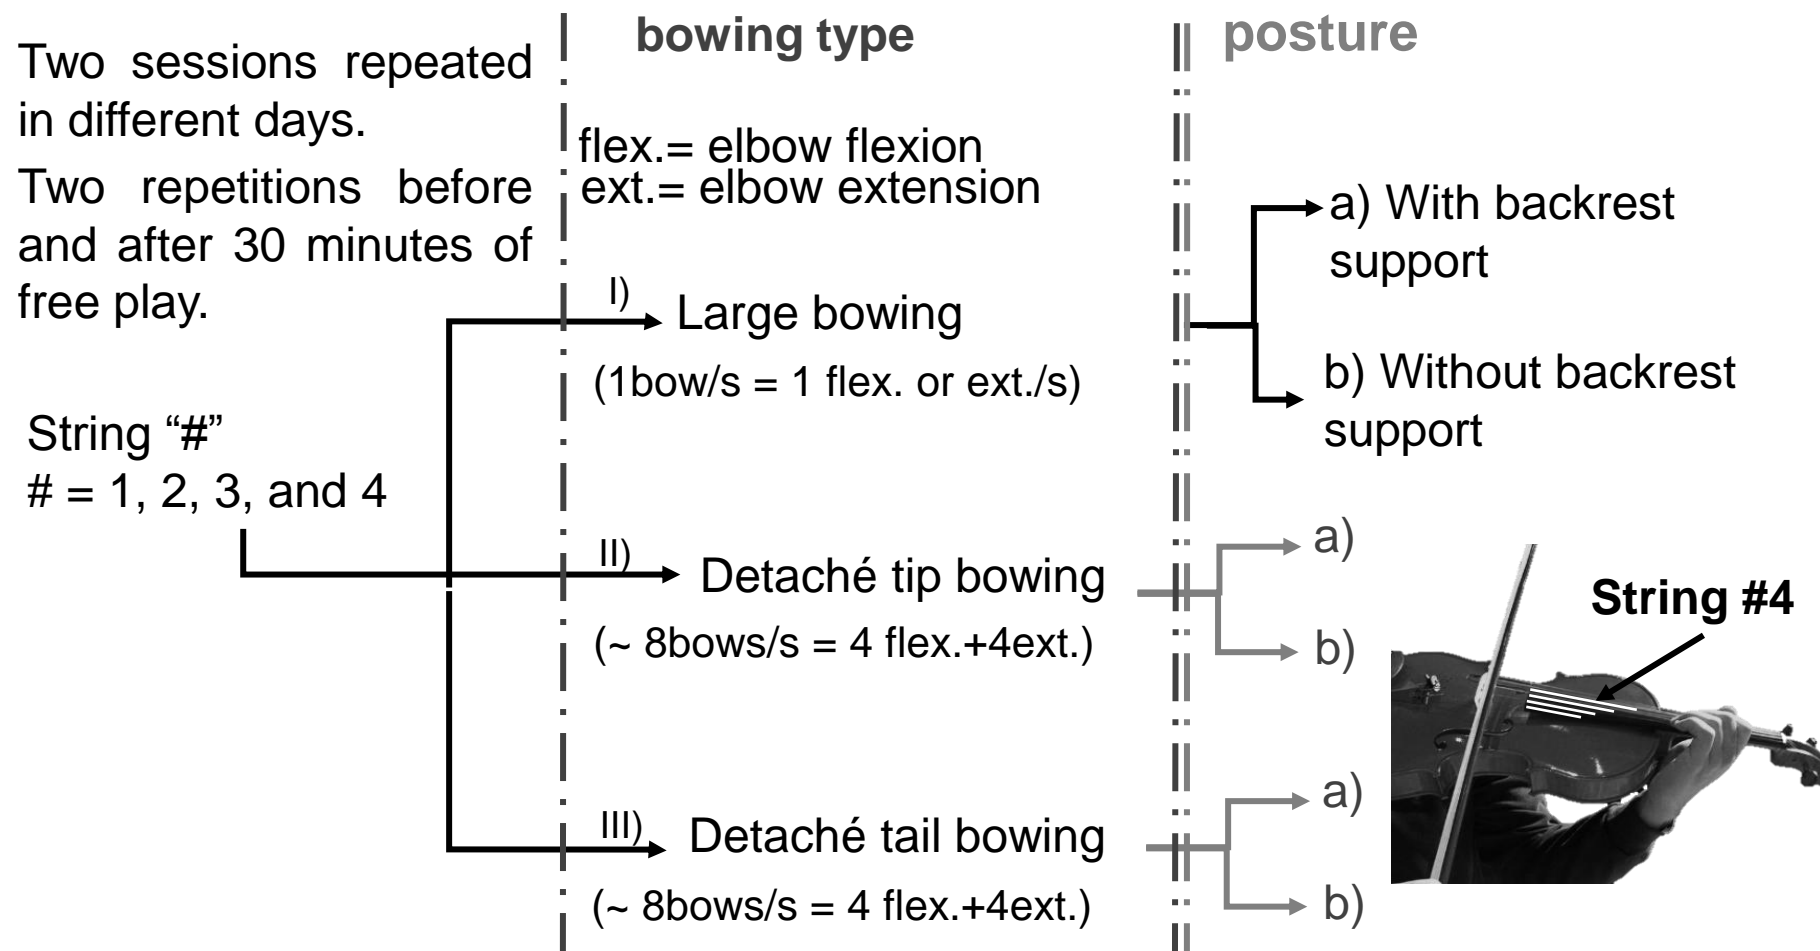 Two sessions repeated
in different days.
Two repetitions before
and after 30 minutes of
free play.
String “#”
# = 1, 2, 3, and 4
bowing type
flex.= elbow flexion
ext.= elbow extension
I)
Large bowing
(1bow/s = 1 flex. or ext./s)
II)
Detaché tip bowing
(~ 8bows/s = 4 flex.+4ext.)
III)
Detaché tail bowing
(~ 8bows/s = 4 flex.+4ext.)
posture
a) With backrest
support
b) Without backrest
support
a)
b)
a)
b)
String #4